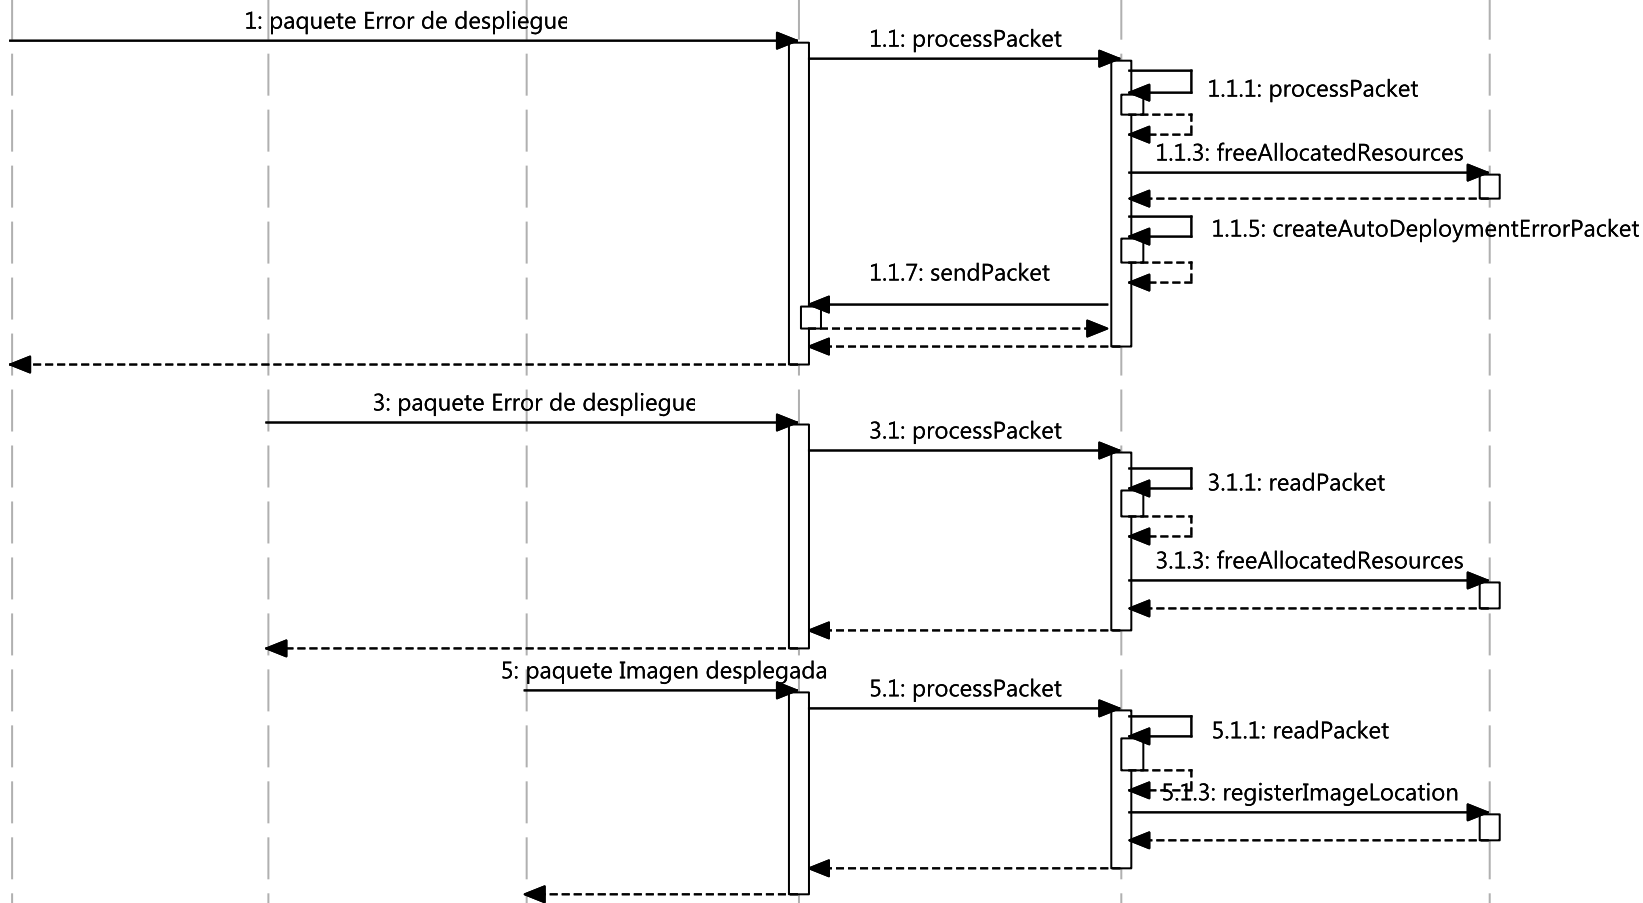 1: paquete Error de despliegue
1.1: processPacket
1.1.1: processPacket
1.1.3: freeAllocatedResources
1.1.5: createAutoDeploymentErrorPacket
1.1.7: sendPacket
3: paquete Error de despliegue
3.1: processPacket
3.1.1: readPacket
3.1.3: freeAllocatedResources
5: paquete Imagen desplegada
5.1: processPacket
5.1.1: readPacket
5.1.3: registerImageLocation